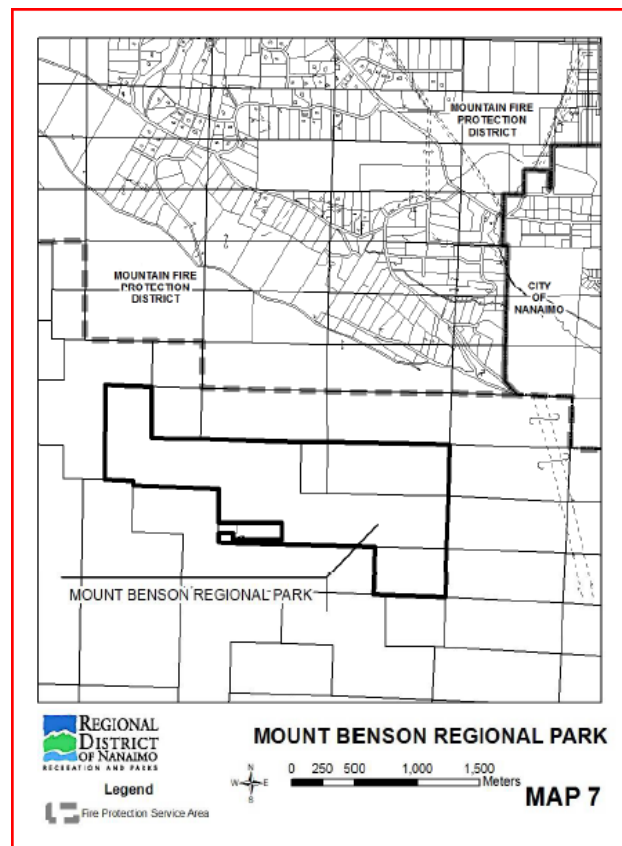 MOUNTAIN FIRE
PROTECTION
DISTRICT
MOUNTAIN FIRE
PROTECTION
DISTRICT
CITY
OF
NANAIMO
MOUNT BENSON REGIONAL PARK
REGIONAL
DISTRICT
OF NANAIMO
RECREATION AND PARKS
MOUNT BENSON REGIONAL PARK
N
W E
S
0 250 500 1,000 1,500
Meters
MAP 7
Legend
Fire Protection Service Area